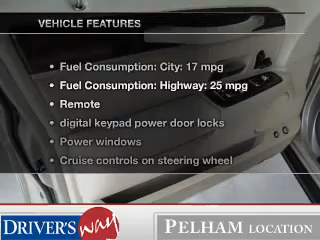 VEHICLE FEATURES
• Fuel Consumption: City: 17 mpg
• Fuel Consumption: Highway: 25 mpg
• Remote
• digital keypad power door locks
• Power windows
• Cruise controls on steering wheel
DRIVER'S way
PELHAM LOCATION